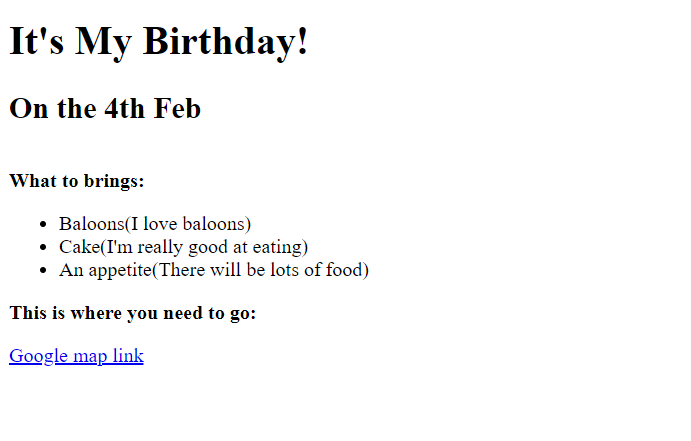 It's My Birthday!
On the 4th Feb
What to brings:
Baloons(I love baloons)
Cake(I'm really good at eating)
An appetite(There will be lots of food)
This is where you need to go:
Google map link